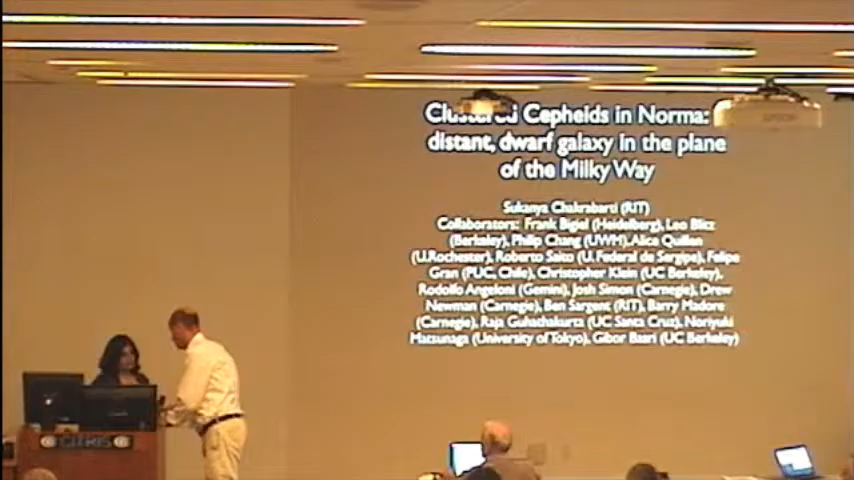 Clustered Cepheids in Norma:
distant, dwarf galaxy in the plane
of the Milky Way
Sukanya Chakrabarti (RIT)
Collaborators: Frank Bigiel (Heidelberg), Leo Blitz
(Berkeley), Philip Chang (UWM), Alice Quillen
(U.Rochester), Roberto Saito (U. Federal de Sergipe), Felipe
Gran (PUC, Chile), Christopher Klein (UC Berkeley),
Rodolfo Angeloni (Gemini), Josh Simon (Carnegie), Drew
Newman (Carnegie), Ben Sargent (RIT), Barry Madore
(Carnegie), Raja Guhathakurta (UC Santa Cruz), Noriyuki
Matsunaga (University of Tokyo), Gibor Basri (UC Berkeley)
EPSON
CITRIS